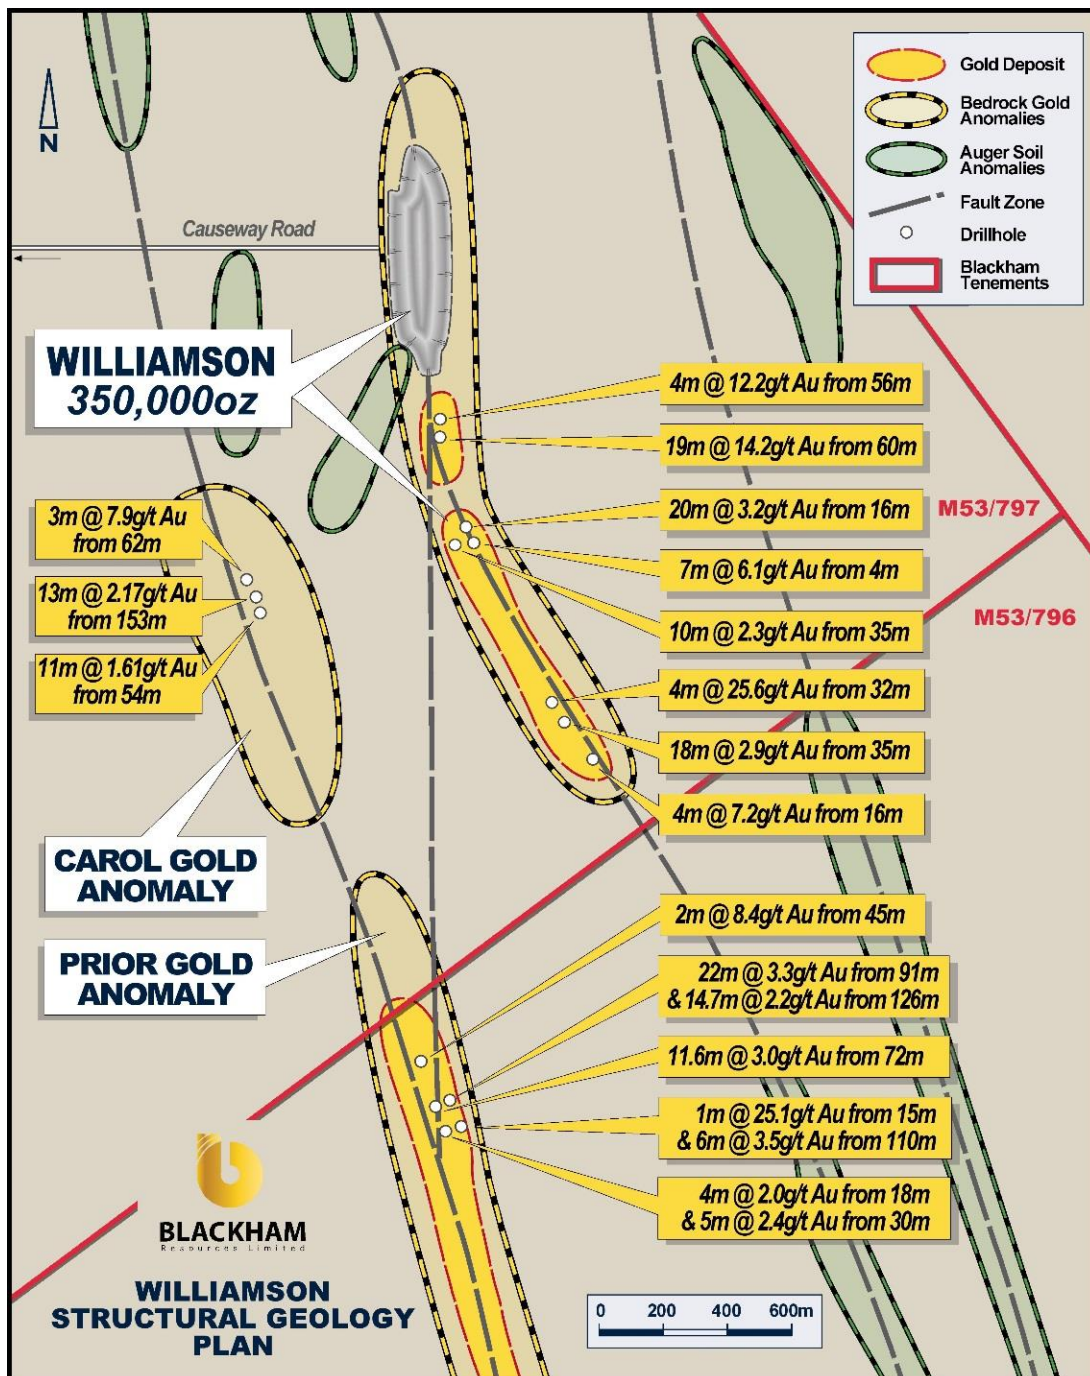 Gold Deposit
Bedrock Gold
Anomalies
Auger Soil
Anomalies
Fault Zone
Drillhole
Blackham
Tenements
N
Causeway Road
WILLIAMSON
350,000oz
4m @ 12.2g/t Au from 56m
19m @ 14.2g/t Au from 60m
20m @ 3.2g/t Au from 16m
7m @ 6.1g/t Au from 4m
10m @ 2.3g/t Au from 35m
4m @ 25.6g/t Au from 32m
18m @ 2.9g/t Au from 35m
4m @ 7.2g/t Au from 16m
M53/797
M53/796
3m @ 7.9g/t Au
from 62m
13m @ 2.17g/t Au
from 153m
11m @ 1.61g/t Au
from 54m
CAROL GOLD
ANOMALY
PRIOR GOLD
ANOMALY
2m @ 8.4g/t Au from 45m
22m @ 3.3g/t Au from 91m
& 14.7m @ 2.2g/t Au from 126m
11.6m @ 3.0g/t Au from 72m
1m @ 25.1g/t Au from 15m
& 6m @ 3.5g/t Au from 110m
4m @ 2.0g/t Au from 18m
& 5m @ 2.4g/t Au from 30m
BLACKHAM
Resources Limited
WILLIAMSON
STRUCTURAL GEOLOGY
PLAN
0 200 400 600m